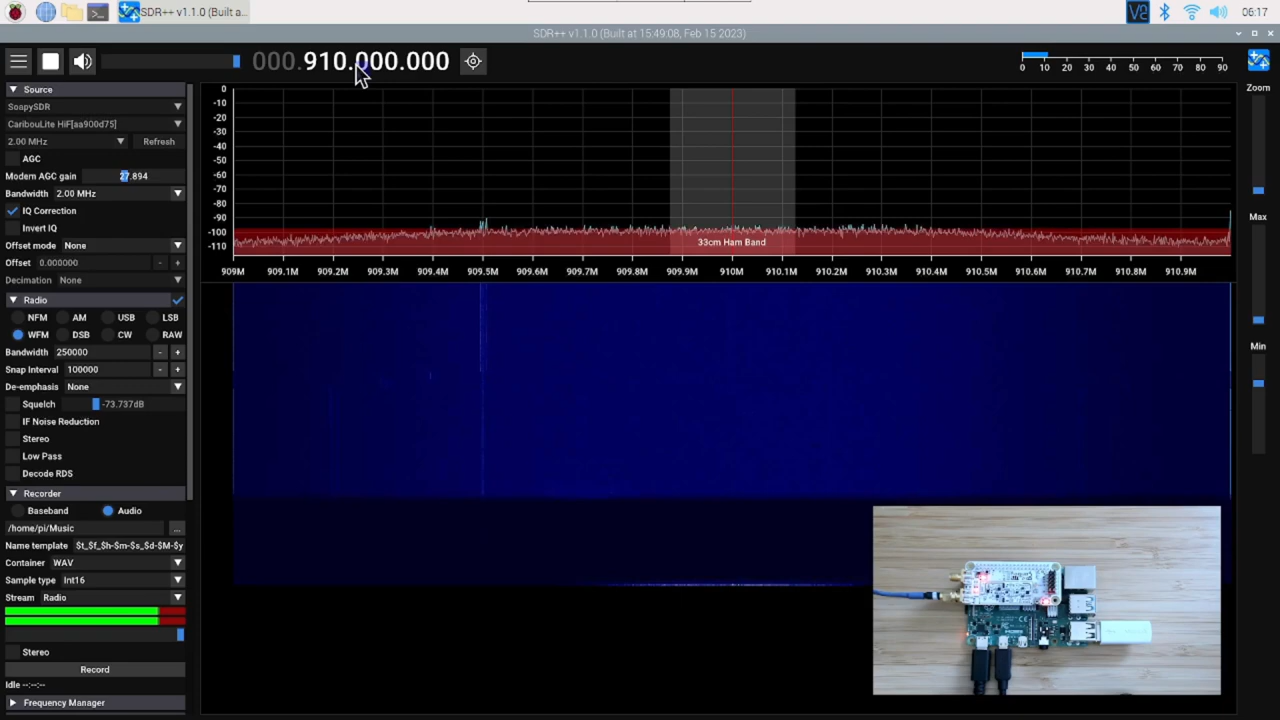 SDR++ v1.1.0 (Built a...
V2
06:17
SDR++ v1.1.0 (Built at 15:49:08, Feb 15 2023)
000.910.000.000
0 10 20 30 40 50 60 70 80 90
Source
SoapySDR
CaribouLite HiF[aa900d75]
2.00 MHz
Refresh
AGC
Modem AGC gain
27.894
Bandwidth
2.00 MHz
IQ Correction
Invert IQ
Offset mode
None
Offset
0.000000
- +
Decimation
None
Radio
NFM AM USB LSB
WFM DSB CW RAW
Bandwidth
250000
- +
Snap Interval
100000
- +
De-emphasis
None
Squelch
-73.737dB
IF Noise Reduction
Stereo
Low Pass
Decode RDS
Recorder
Baseband Audio
/home/pi/Music
...
Name template
$t_$f_$h-$m-$s_$d-$M-$y
Container
WAV
Sample type
Int16
Stream
Radio
Stereo
Record
Idle --:--:--
Frequency Manager
0
-10
-20
-30
-40
-50
-60
-70
-80
-90
-100
-110
33cm Ham Band
909M 909.1M 909.2M 909.3M 909.4M 909.5M 909.6M 909.7M 909.8M 909.9M 910M 910.1M 910.2M 910.3M 910.4M 910.5M 910.6M 910.7M 910.8M 910.9M
Zoom
Max
Min